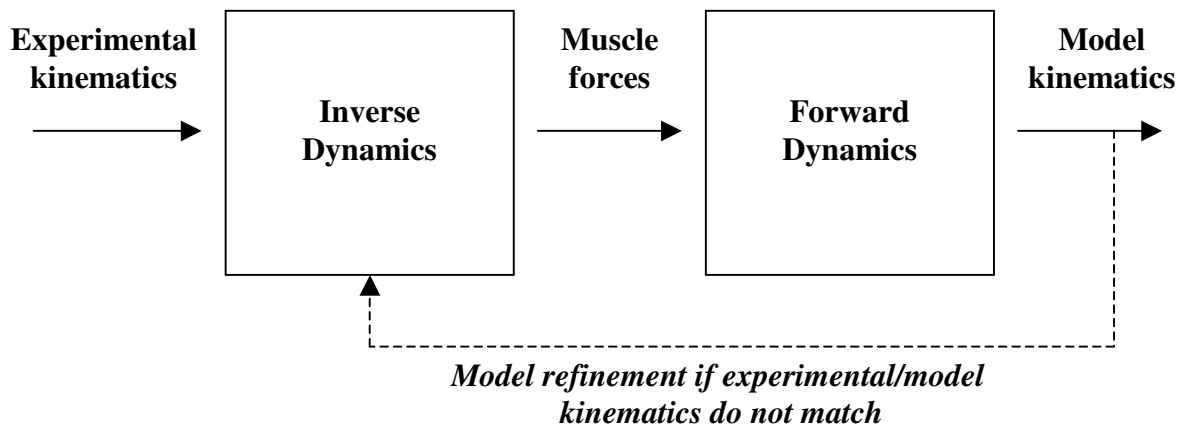 Experimental
kinematics
Inverse
Dynamics
Muscle
forces
Forward
Dynamics
Model
kinematics
Model refinement if experimental/model
kinematics do not match